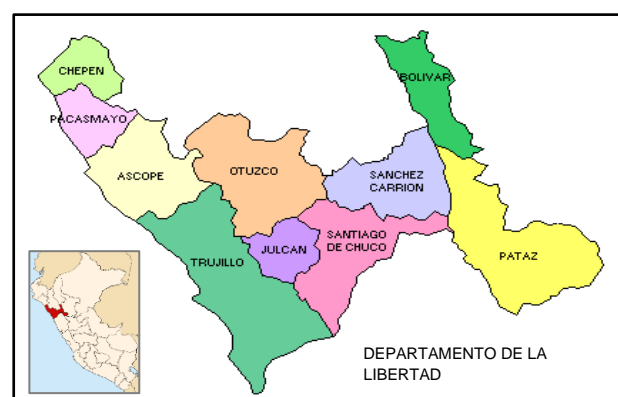 CHEPEN
BOLIVAR
PACASMAYO
ASCOPE
OTUZCO
SANCHEZ
CARRION
SANTIAGO
DE CHUCO
JULCAN
TRUJILLO
PATAZ
DEPARTAMENTO DE LA
LIBERTAD